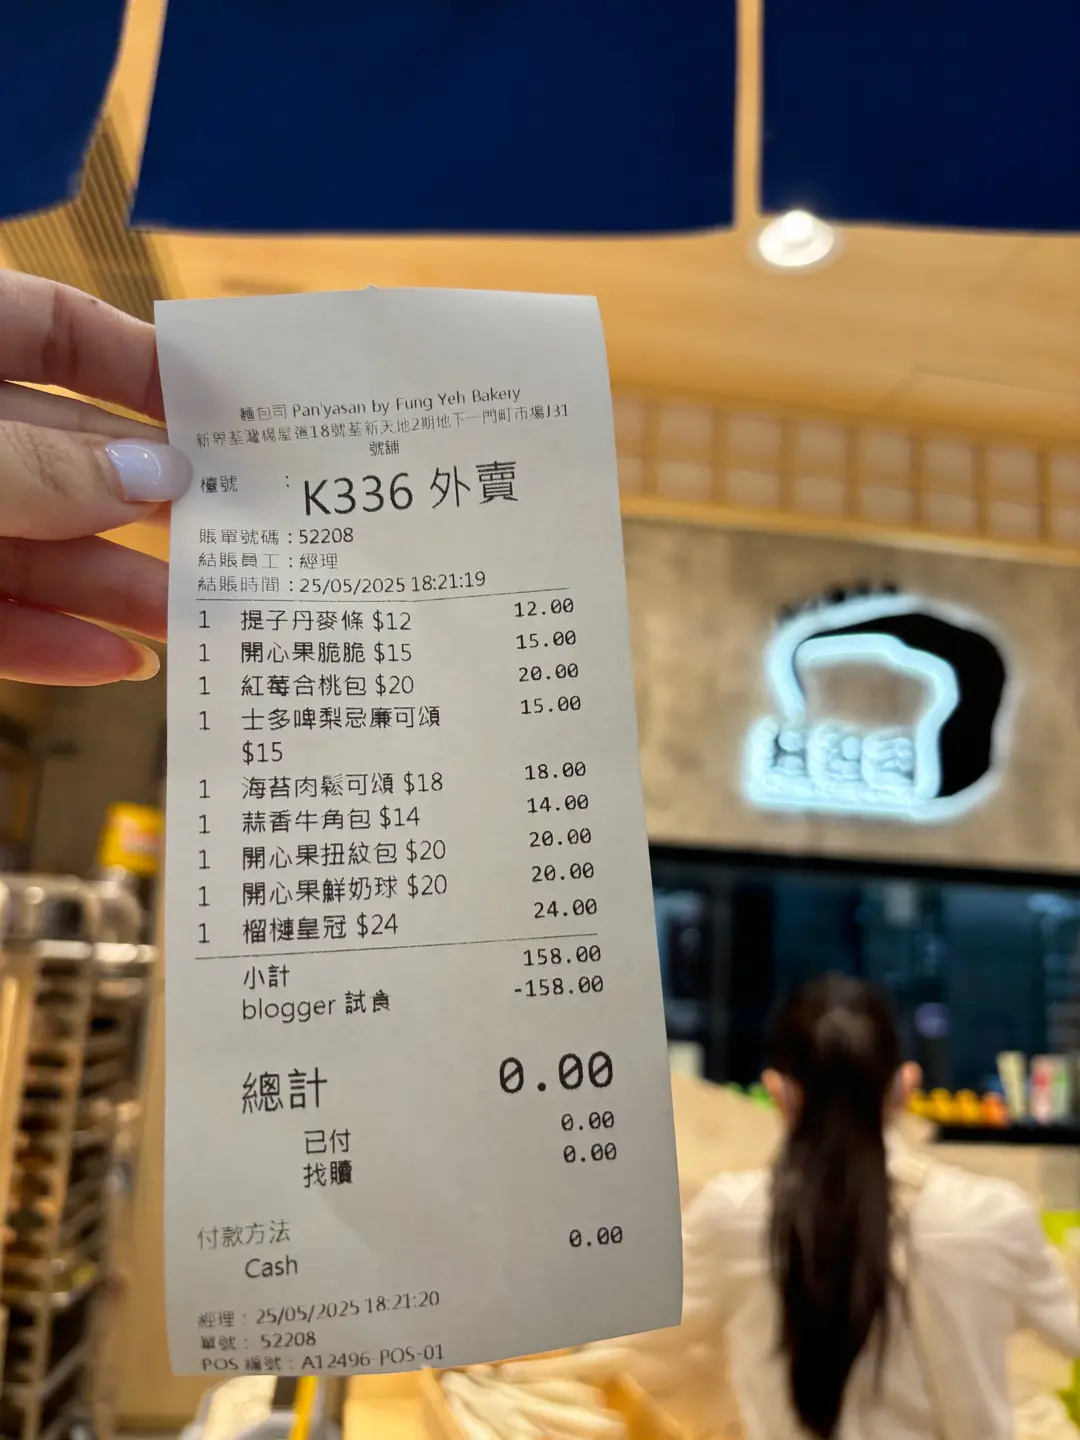 麵包司 Pan'yasan by Fung Yeh Bakery
新界荃灣楊屋道18號荃新天地2期地下一門町市場J31
號舖
檯號 : K336 外賣
賬單號碼 : 52208
結賬員工 : 經理
結賬時間 : 25/05/2025 18:21:19
1 提子丹麥條 $12 12.00
1 開心果脆脆 $15 15.00
1 紅莓合桃包 $20 20.00
1 士多啤梨忌廉可頌 15.00
$15
1 海苔肉鬆可頌 $18 18.00
1 蒜香牛角包 $14 14.00
1 開心果扭紋包 $20 20.00
1 開心果鮮奶球 $20 20.00
1 榴槤皇冠 $24 24.00
小計 158.00
blogger 試食 -158.00
總計 0.00
已付 0.00
找贖 0.00
付款方法
Cash 0.00
經理 : 25/05/2025 18:21:20
單號 : 52208
POS 編號 : A12496-POS-01